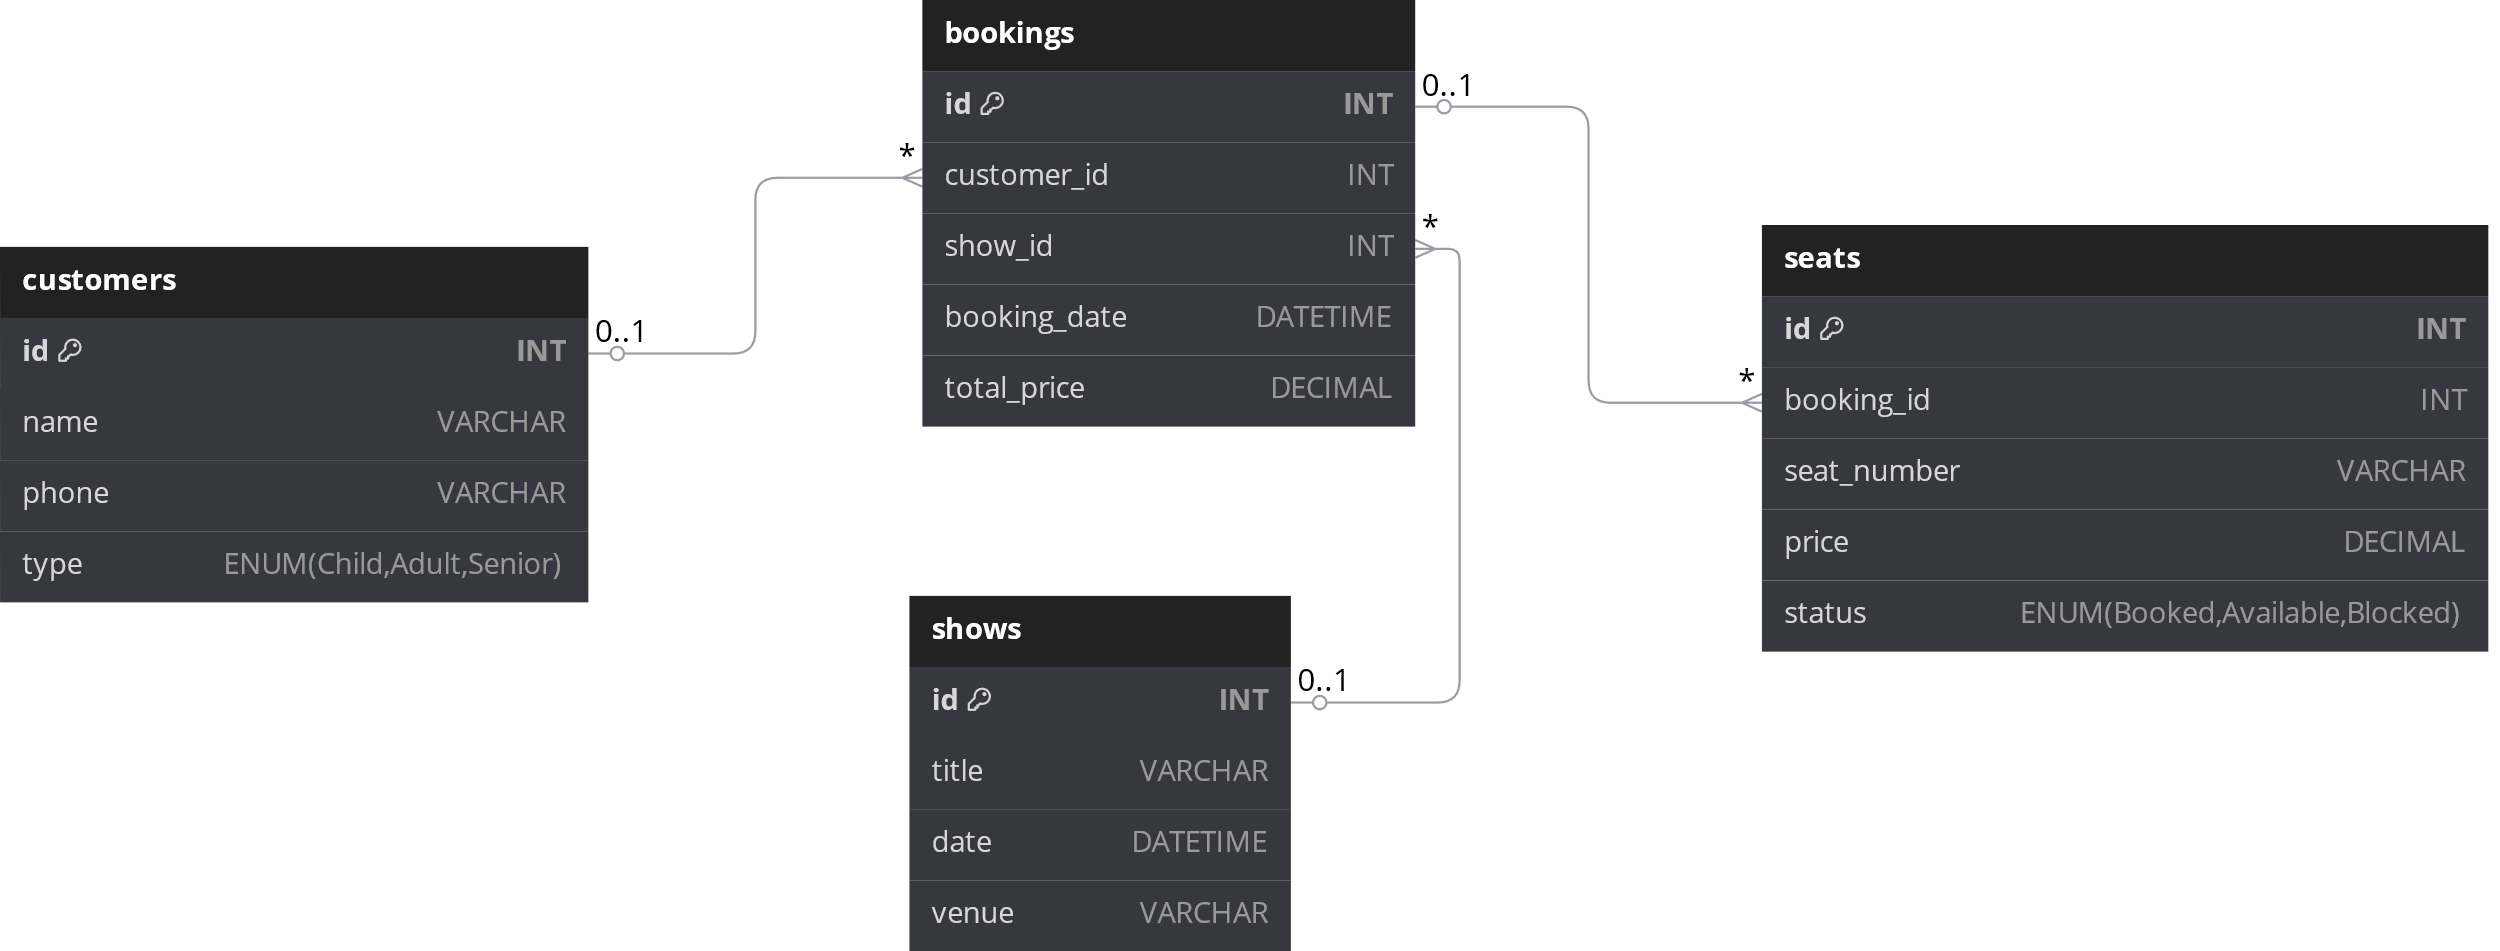 bookings
id INT
customer_id INT
show_id INT
booking_date DATETIME
total_price DECIMAL
0..1
*
*
customers
id INT
name VARCHAR
phone VARCHAR
type ENUM(Child,Adult,Senior)
0..1
seats
id INT
booking_id INT
seat_number VARCHAR
price DECIMAL
status ENUM(Booked,Available,Blocked)
*
shows
id INT
title VARCHAR
date DATETIME
venue VARCHAR
0..1